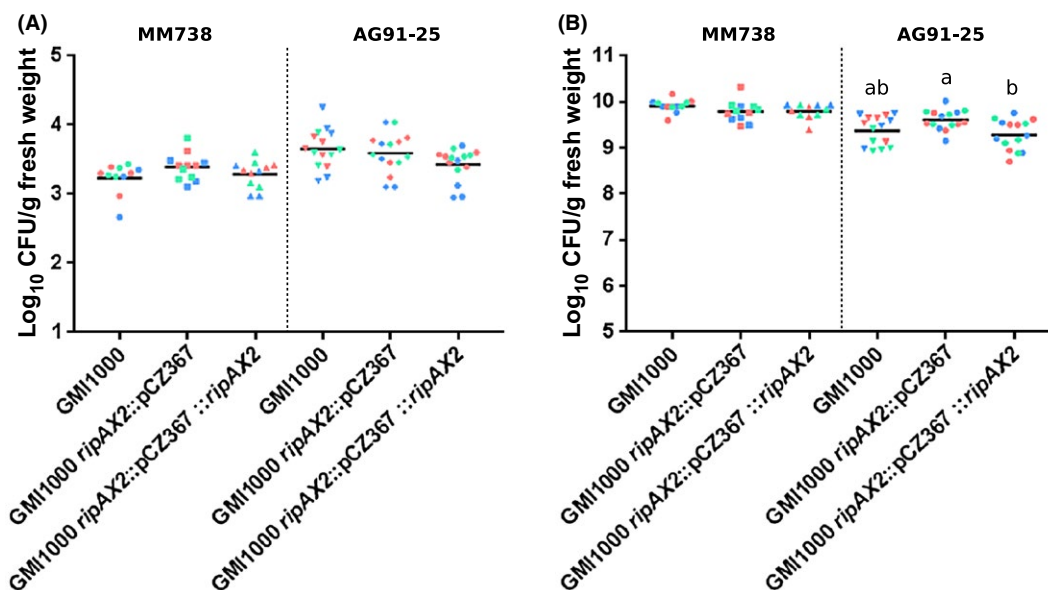 (A)
MM738 AG91-25
Log10 CFU/g fresh weight
5
4
3
2
1
GMI1000
GMI1000 ripAX2::pCZ367
GMI1000 ripAX2::pCZ367 ::ripAX2
GMI1000
GMI1000 ripAX2::pCZ367
GMI1000 ripAX2::pCZ367 ::ripAX2
(B)
MM738 AG91-25
Log10 CFU/g fresh weight
11
10
9
8
7
6
5
ab a b
GMI1000
GMI1000 ripAX2::pCZ367
GMI1000 ripAX2::pCZ367 ::ripAX2
GMI1000
GMI1000 ripAX2::pCZ367
GMI1000 ripAX2::pCZ367 ::ripAX2